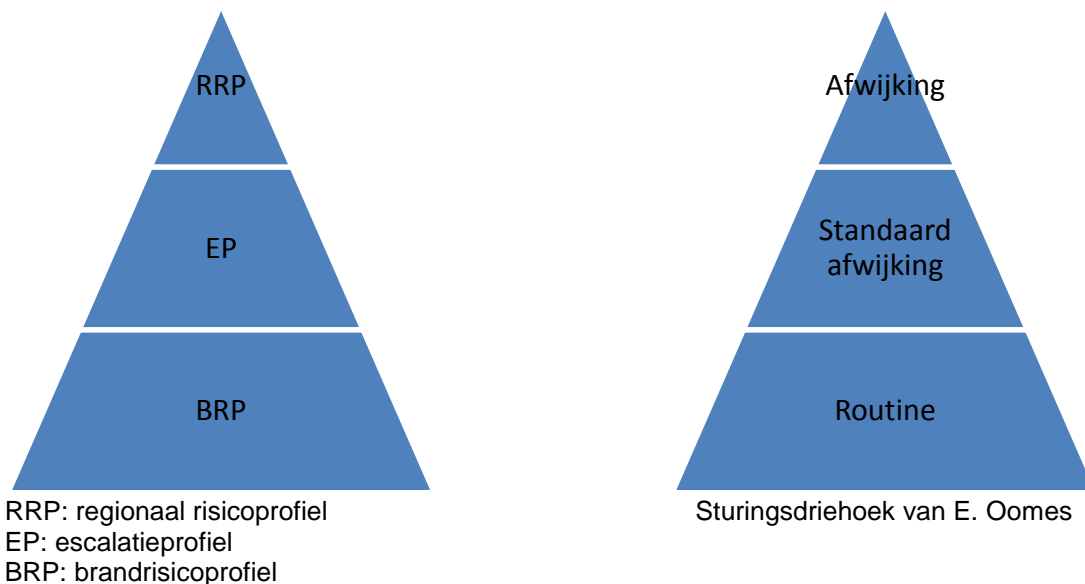 RRP
EP
BRP
RRP: regionaal risicoprofiel
EP: escalatieprofiel
BRP: brandrisicoprofiel
Afwijking
Standaard
afwijking
Routine
Sturingsdriehoek van E. Oomes